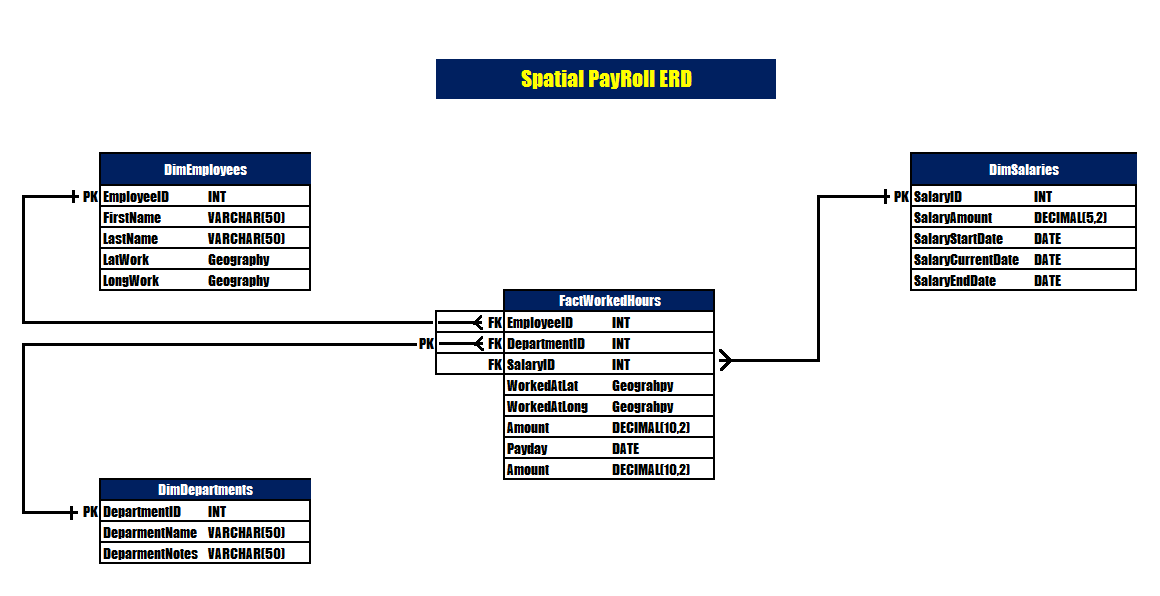 Spatial PayRoll ERD
DimEmployees
PK EmployeeID INT
FirstName VARCHAR(50)
LastName VARCHAR(50)
LatWork Geography
LongWork Geography
DimSalaries
PK SalaryID INT
SalaryAmount DECIMAL(5,2)
SalaryStartDate DATE
SalaryCurrentDate DATE
SalaryEndDate DATE
FactWorkedHours
FK EmployeeID INT
PK FK DepartmentID INT
FK SalaryID INT
WorkedAtLat Geograhpy
WorkedAtLong Geograhpy
Amount DECIMAL(10,2)
Payday DATE
Amount DECIMAL(10,2)
DimDepartments
PK DepartmentID INT
DeparmentName VARCHAR(50)
DeparmentNotes VARCHAR(50)